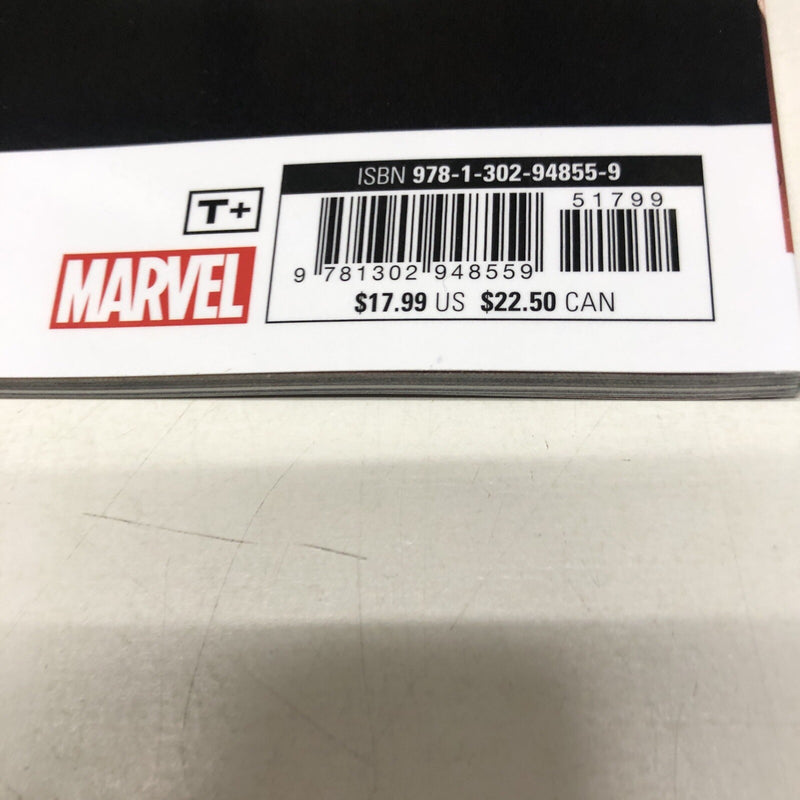 ISBN 978-1-302-94855-9
51799
T+
MARVEL
9 781302 948559
$17.99 US $22.50 CAN